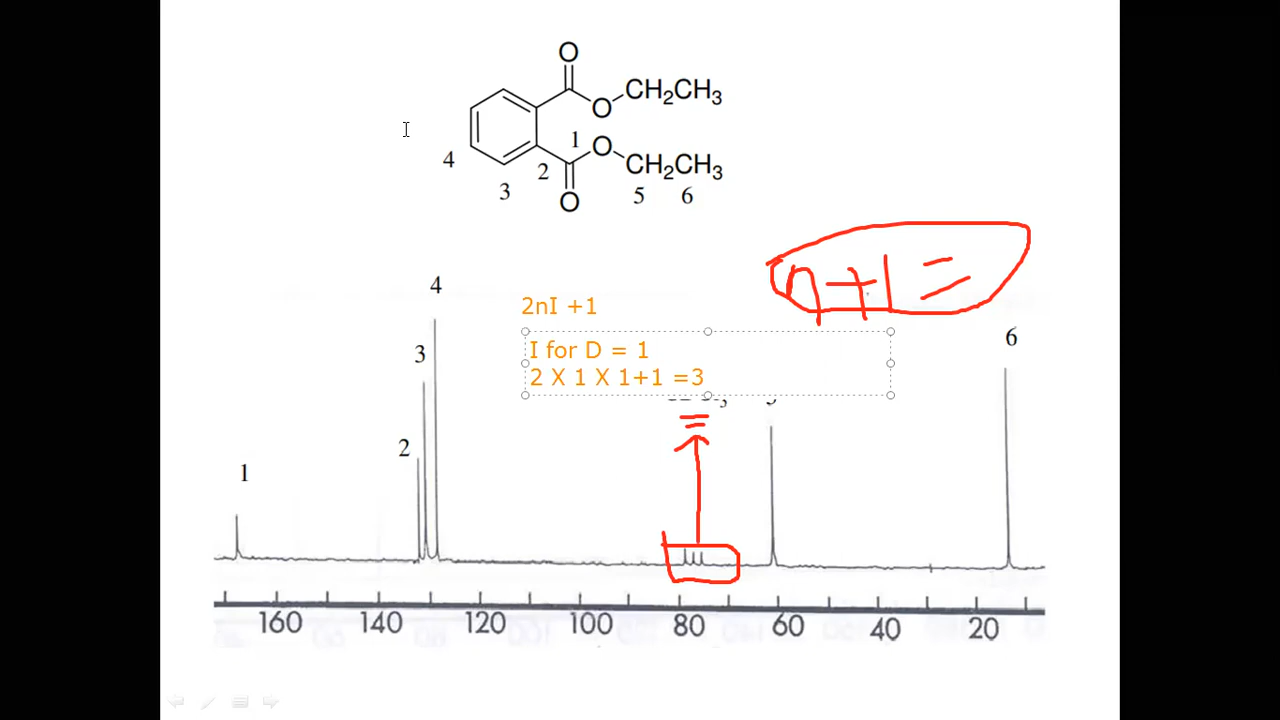 O
CH2CH3
O
1
O
CH2CH3
4
2
3
O
5
6
n+1 =
4
2nI +1
6
3
I for D = 1
2 X 1 X 1+1 =3
2
1
160 140 120 100 80 60 40 20